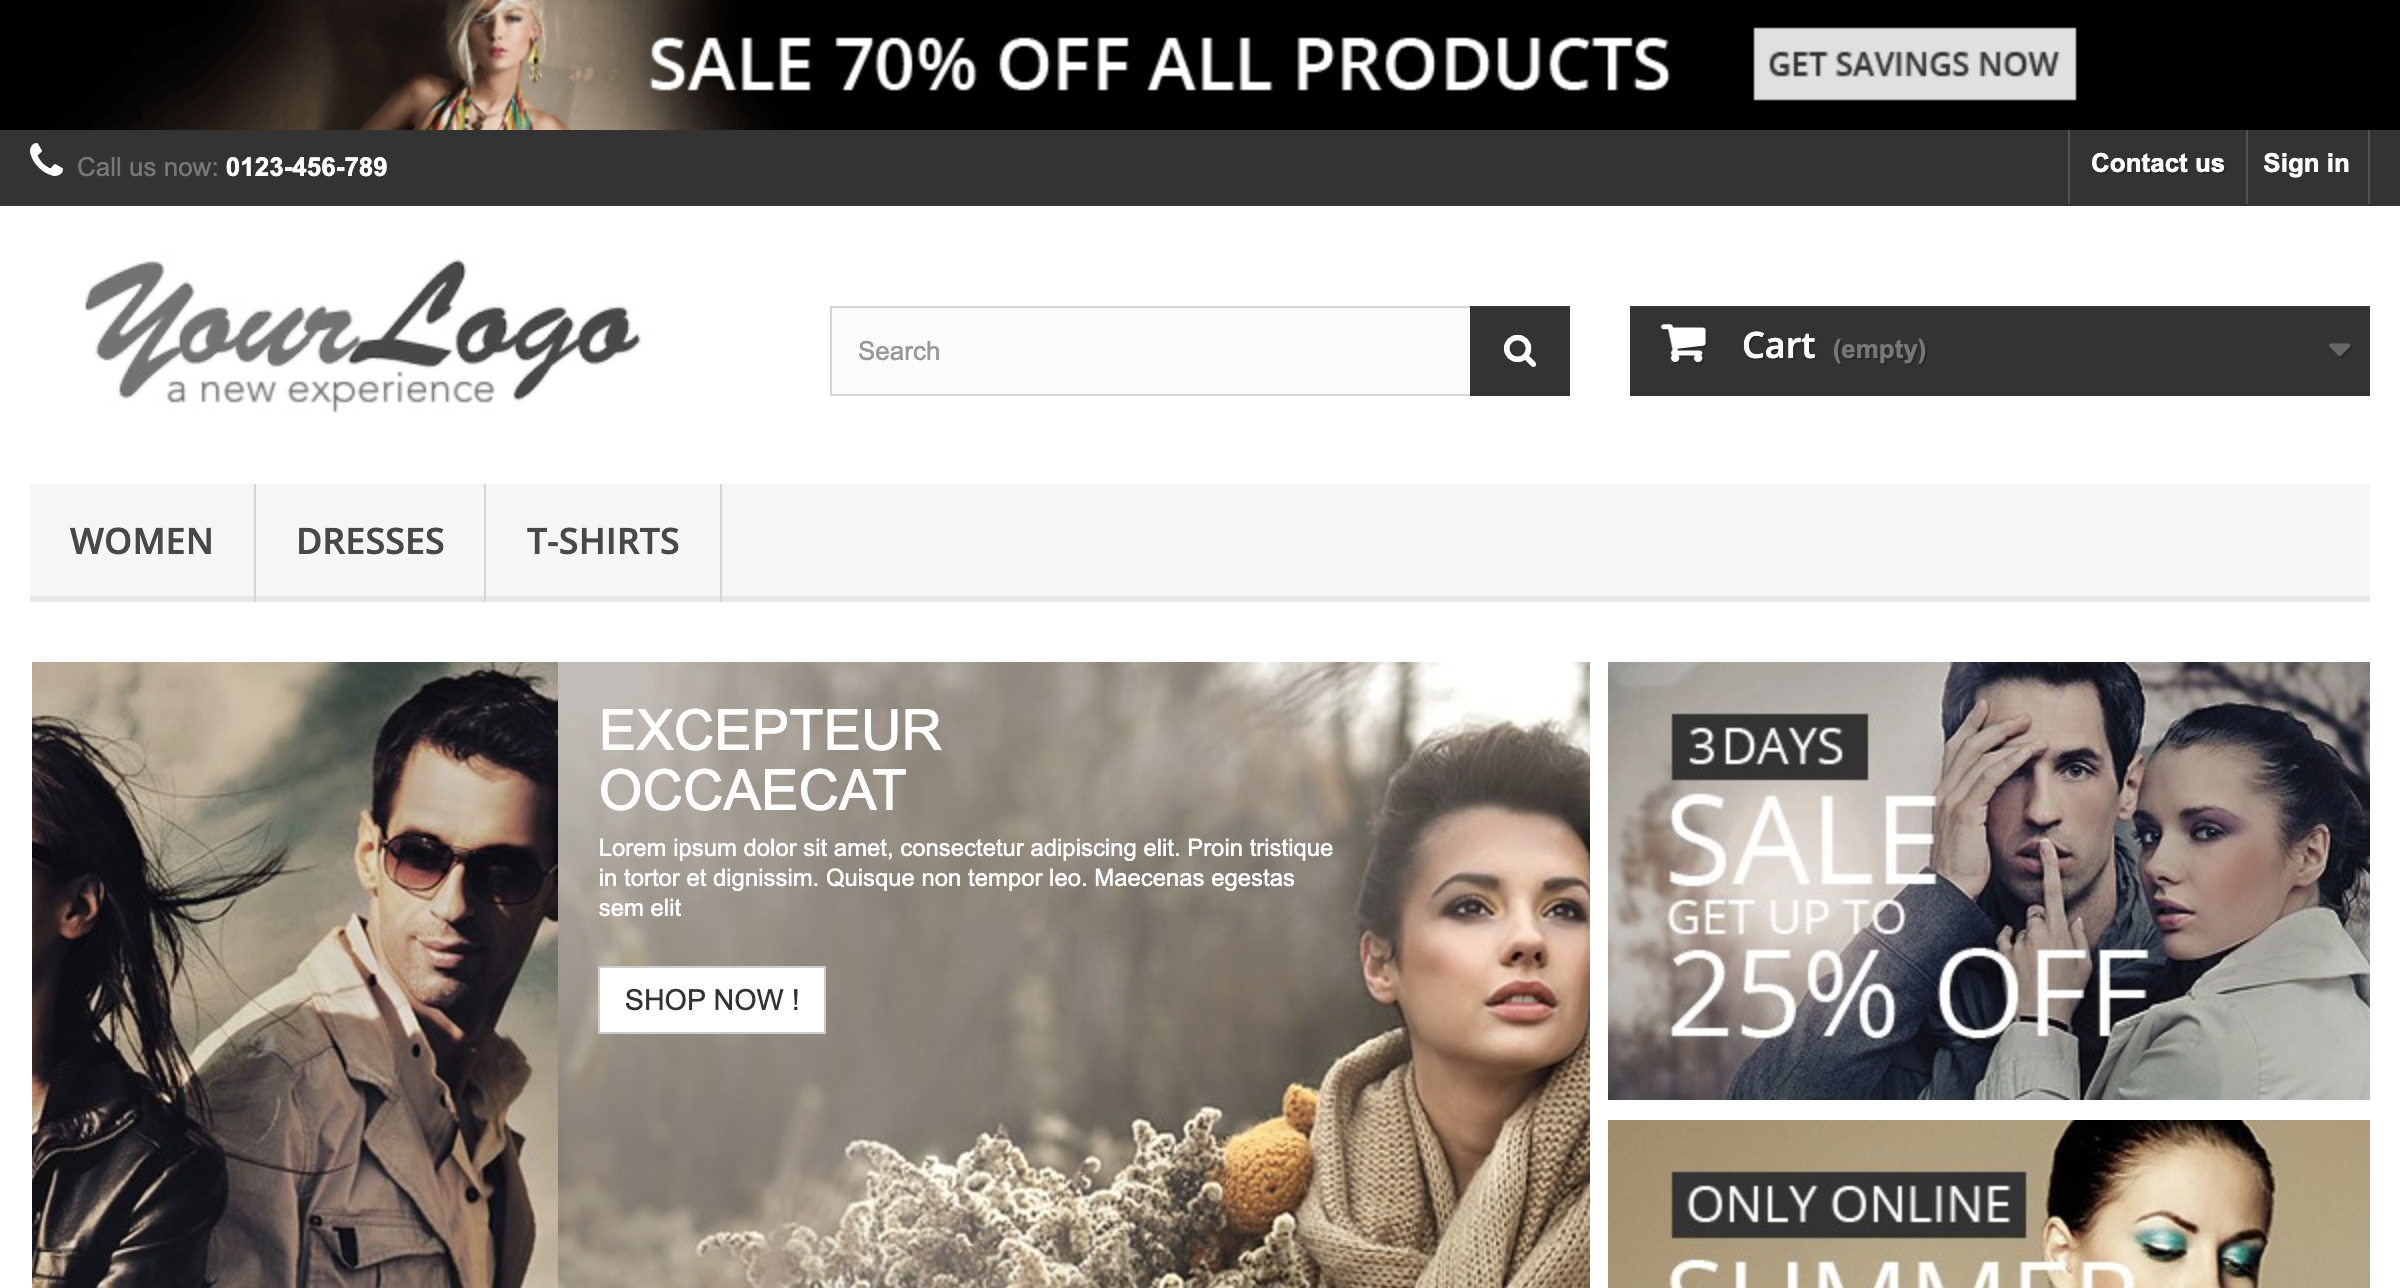 SALE 70% OFF ALL PRODUCTS
GET SAVINGS NOW
Call us now: 0123-456-789
Contact us
Sign in
YourLogo
a new experience
Search
Cart (empty)
WOMEN
DRESSES
T-SHIRTS
EXCEPTEUR
OCCAECAT
Lorem ipsum dolor sit amet, consectetur adipiscing elit. Proin tristique
in tortor et dignissim. Quisque non tempor leo. Maecenas egestas
sem elit
SHOP NOW !
3 DAYS
SALE
GET UP TO
25% OFF
ONLY ONLINE
SUMMER